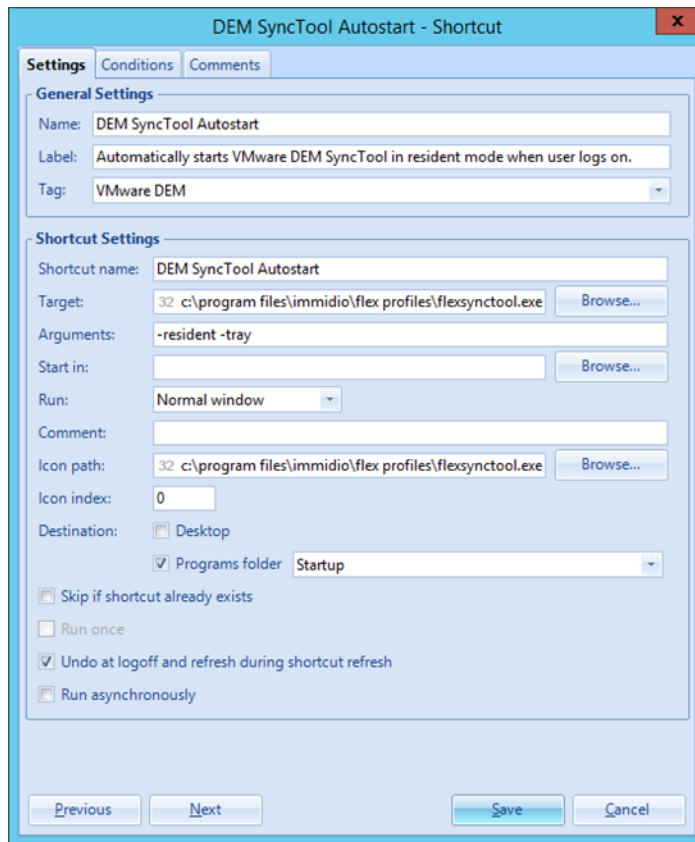 DEM SyncTool Autostart - Shortcut
x
Settings Conditions Comments
General Settings
Name: DEM SyncTool Autostart
Label: Automatically starts VMware DEM SyncTool in resident mode when user logs on.
Tag: VMware DEM
Shortcut Settings
Shortcut name: DEM SyncTool Autostart
Target: 32 c:\program files\immidio\flex profiles\flexsynctool.exe Browse...
Arguments: -resident -tray
Start in: Browse...
Run: Normal window
Comment:
Icon path: 32 c:\program files\immidio\flex profiles\flexsynctool.exe Browse...
Icon index: 0
Destination: Desktop
Programs folder Startup
Skip if shortcut already exists
Run once
Undo at logoff and refresh during shortcut refresh
Run asynchronously
Previous Next Save Cancel